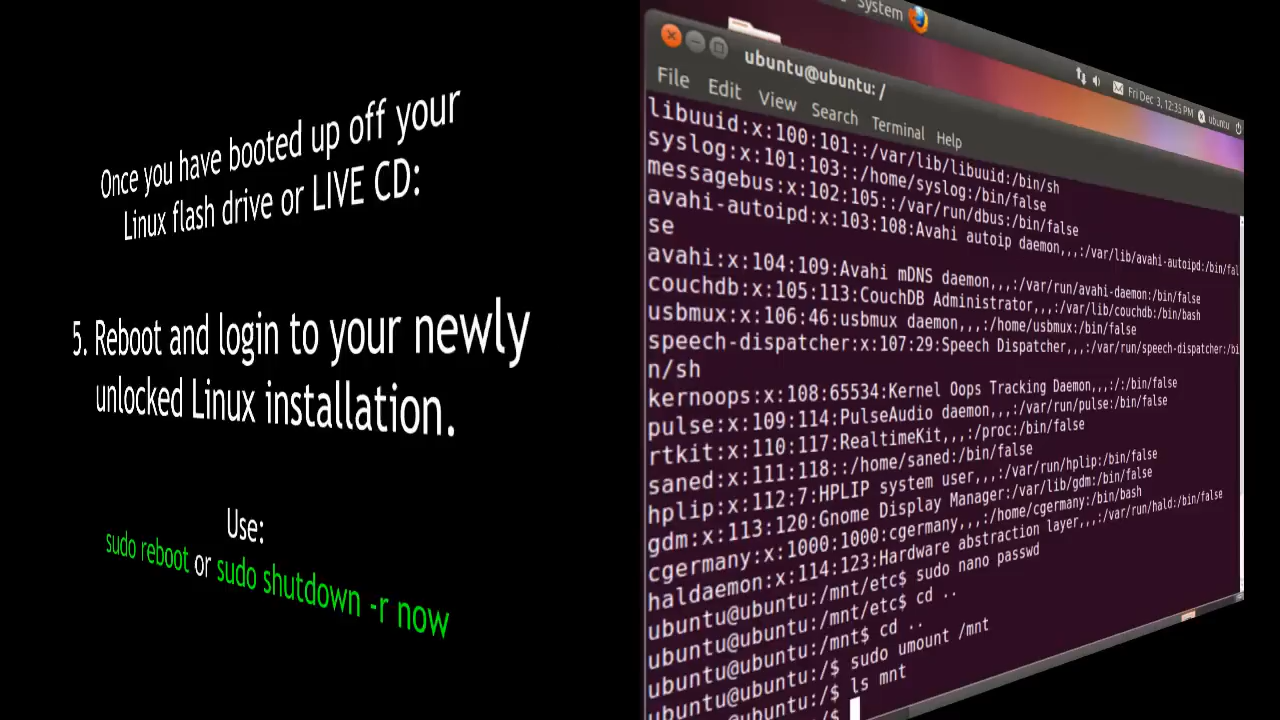 Once you have booted up off your
Linux flash drive or LIVE CD:
5. Reboot and login to your newly
unlocked Linux installation.
Use:
sudo reboot or sudo shutdown -r now
System
Fri Dec 3, 12:35 PM ubuntu
ubuntu@ubuntu: /
File Edit View Search Terminal Help
libuuid:x:100:101::/var/lib/libuuid:/bin/sh
syslog:x:101:103::/home/syslog:/bin/false
messagebus:x:102:105::/var/run/dbus:/bin/false
avahi-autoipd:x:103:108:Avahi autoip daemon,,,:/var/lib/avahi-autoipd:/bin/fal
se
avahi:x:104:109:Avahi mDNS daemon,,,:/var/run/avahi-daemon:/bin/false
couchdb:x:105:113:CouchDB Administrator,,,:/var/lib/couchdb:/bin/bash
usbmux:x:106:46:usbmux daemon,,,:/home/usbmux:/bin/false
speech-dispatcher:x:107:29:Speech Dispatcher,,,:/var/run/speech-dispatcher:/bi
n/sh
kernoops:x:108:65534:Kernel Oops Tracking Daemon,,,:/:/bin/false
pulse:x:109:114:PulseAudio daemon,,,:/var/run/pulse:/bin/false
rtkit:x:110:117:RealtimeKit,,,:/proc:/bin/false
saned:x:111:118::/home/saned:/bin/false
hplip:x:112:7:HPLIP system user,,,:/var/run/hplip:/bin/false
gdm:x:113:120:Gnome Display Manager:/var/lib/gdm:/bin/false
cgermany:x:1000:1000:cgermany,,,:/home/cgermany:/bin/bash
haldaemon:x:114:123:Hardware abstraction layer,,,:/var/run/hald:/bin/false
ubuntu@ubuntu:/mnt/etc$ sudo nano passwd
ubuntu@ubuntu:/mnt/etc$ cd ..
ubuntu@ubuntu:/mnt$ cd ..
ubuntu@ubuntu:/$ sudo umount /mnt
ubuntu@ubuntu:/$ ls mnt
ubuntu@ubuntu:/$